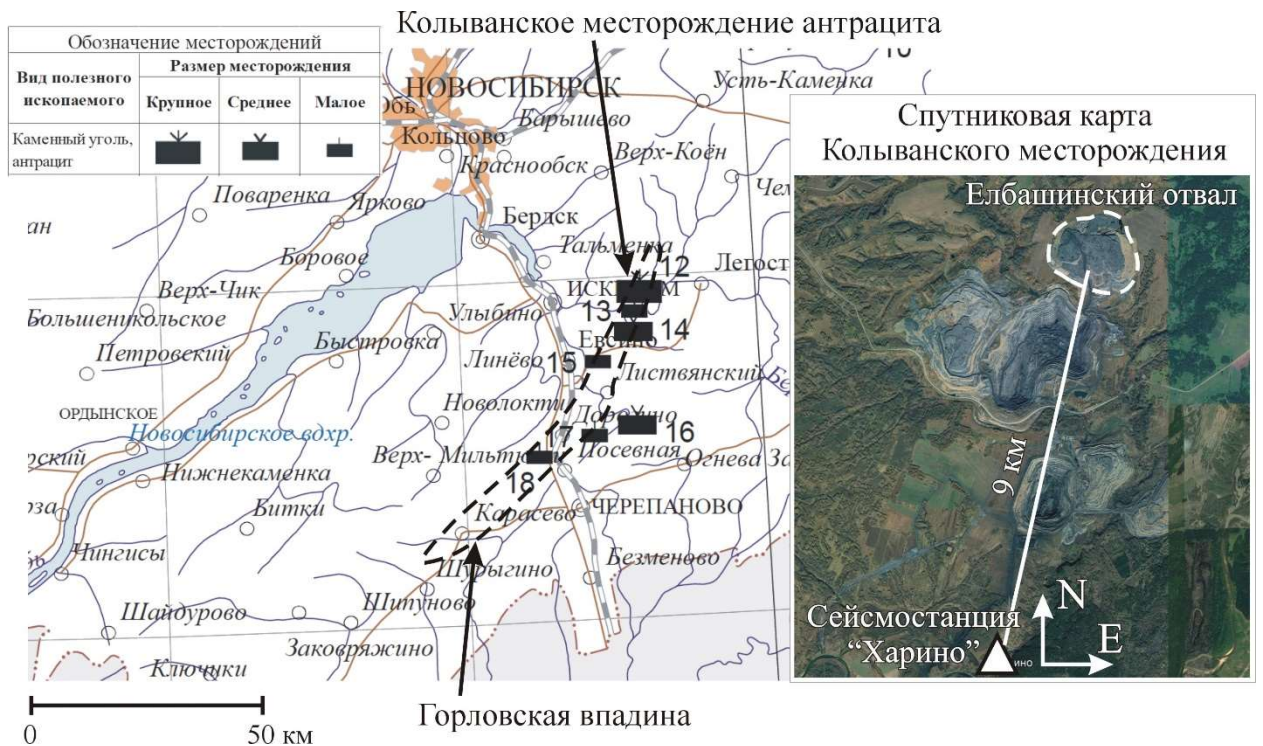 Колыванское месторождение антрацита
Обозначение месторождений
Вид полезного ископаемого
Размер месторождения
Крупное
Среднее
Малое
Каменный уголь,
антрацит
НОВОСИБИРСК
Обь
Усть-Каменка
Барышево
Кольцово
Краснообск
Верх-Коён
Поваренка
Ярково
Бердск
Тальменка
Боровое
12
Верх-Чик
Улыбино
13
14
Большеникольское
Быстровка
Петровский
Линёво
15
Листвянский
ОРДЫНСКОЕ
Новолокти
Дорогино
16
Новосибирское вдхр.
17
Посевная
Нижнекаменка
18
Битки
Карасево
ЧЕРЕПАНОВО
Чингисы
Безменово
Шурыгино
Шайдурово
Шипуново
Заковряжино
Ключики
0
50 км
Горловская впадина
Спутниковая карта
Колыванского месторождения
Елбашинский отвал
9 км
Сейсмостанция
“Харино”
N
E
ино